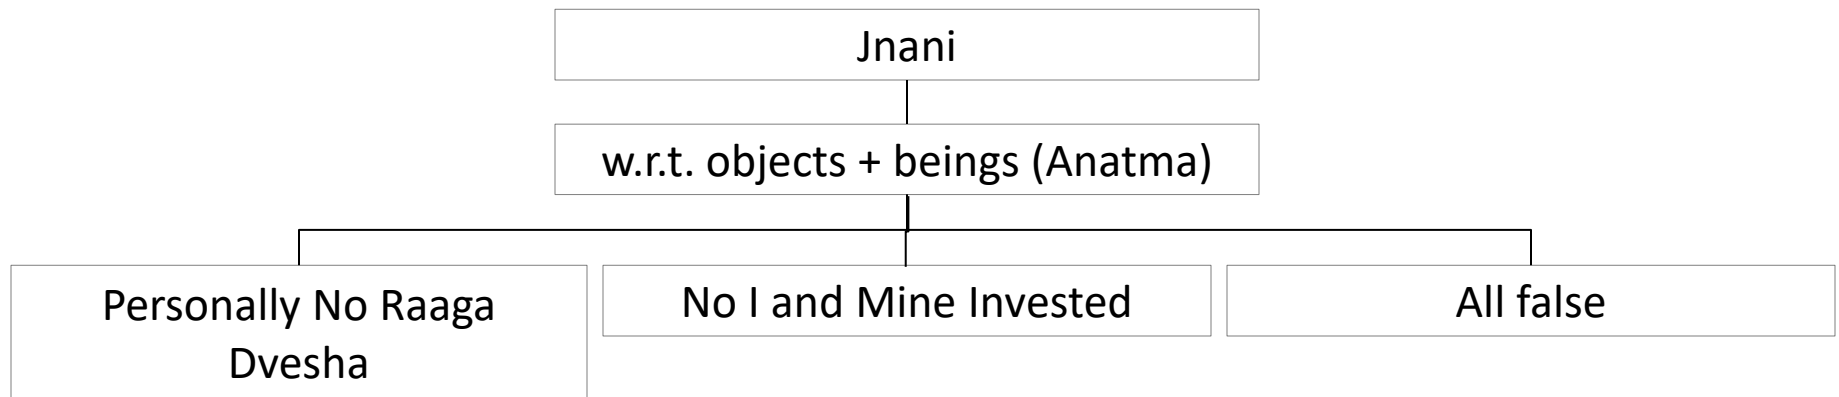 Jnani
w.r.t. objects + beings (Anatma)
Personally No Raaga
Dvesha
No I and Mine Invested
All false